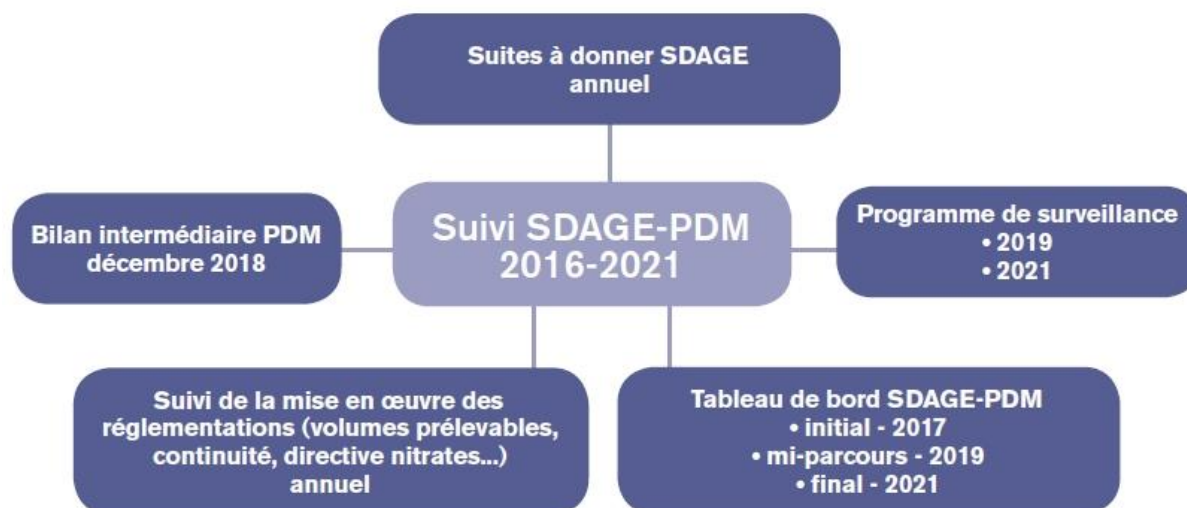 Suites à donner SDAGE
annuel
Bilan intermédiaire PDM
décembre 2018
Suivi SDAGE-PDM
2016-2021
Programme de surveillance
• 2019
• 2021
Suivi de la mise en œuvre des
réglementations (volumes prélevables,
continuité, directive nitrates...)
annuel
Tableau de bord SDAGE-PDM
• initial - 2017
• mi-parcours - 2019
• final - 2021